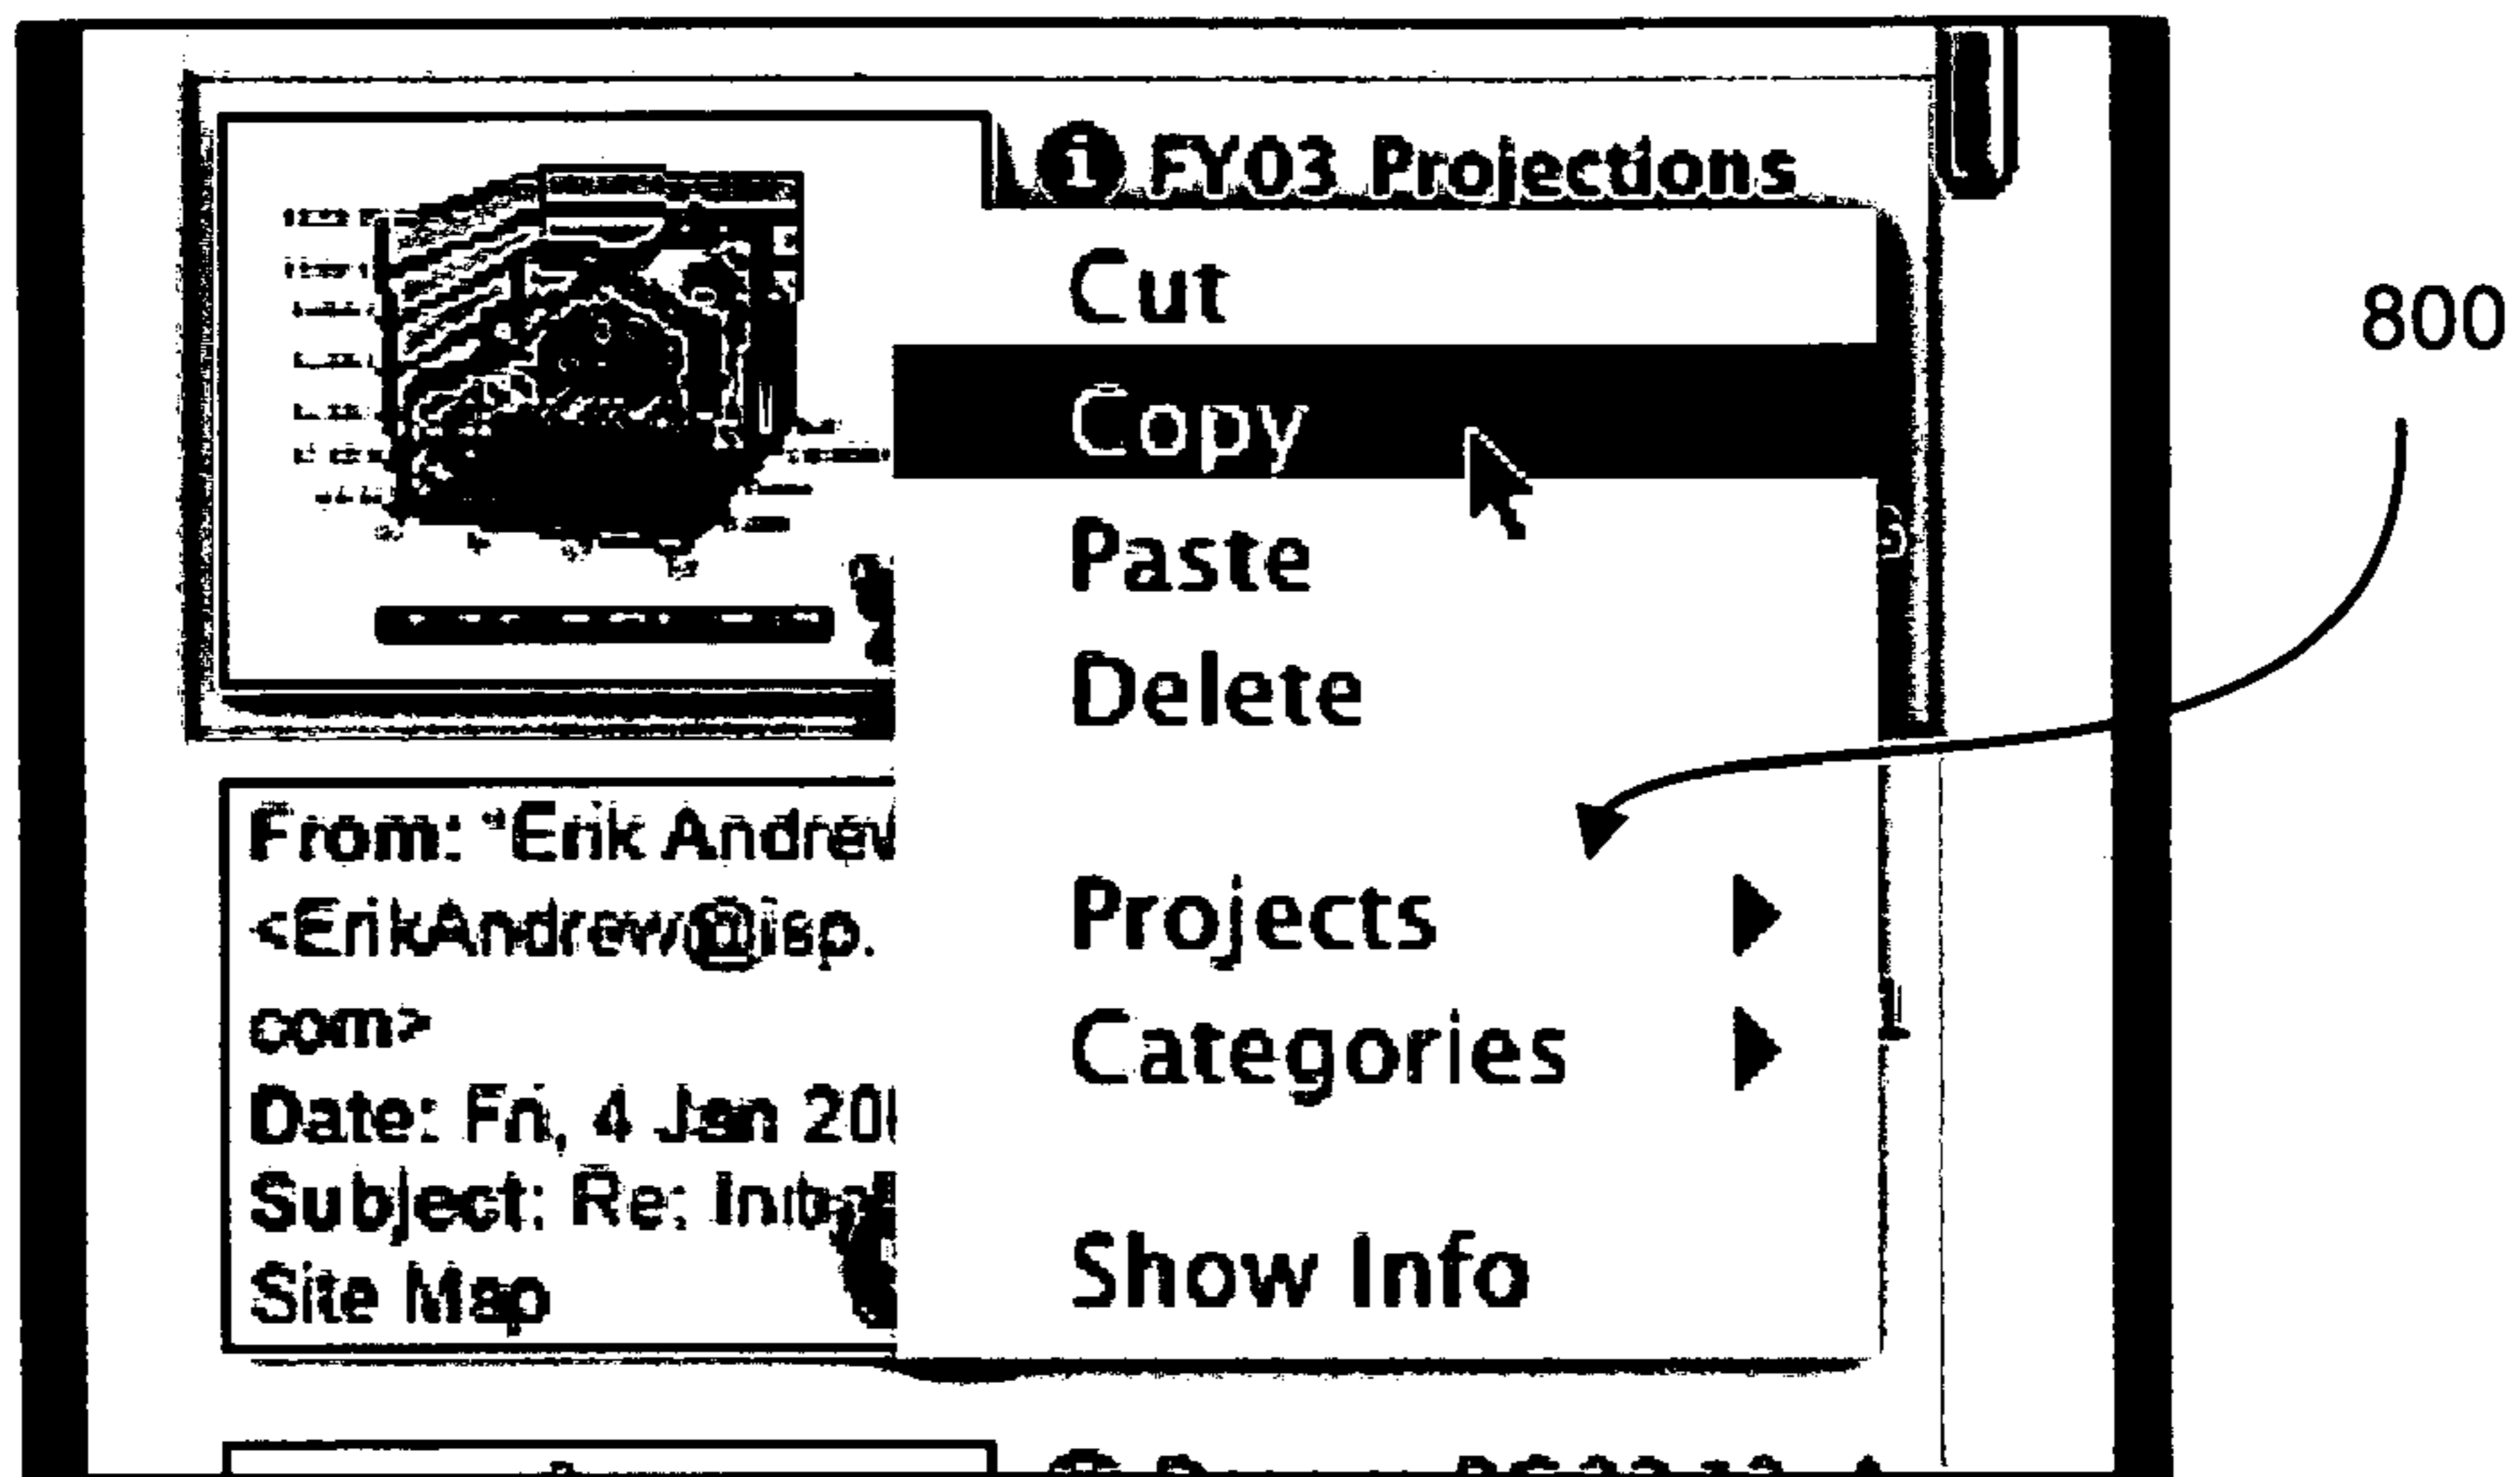 FY03 Projections
Cut
800
Copy
Paste
Delete
From: "Erik Andrew
<ErikAndrew@isp.
com>
Projects
Categories
Date: Fri, 4 Jan 20
Subject: Re: Initial
Site Map
Show Info